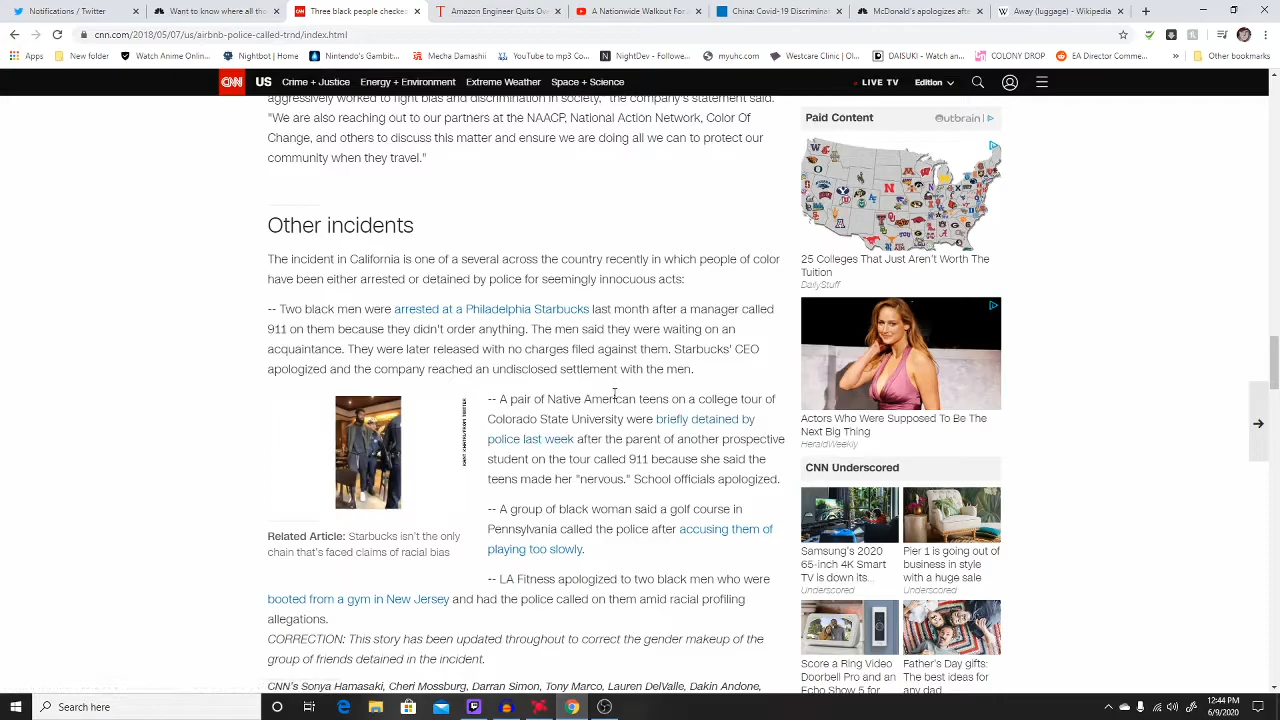 Notifications / Twitter
Want to know where all th
Three black people checke
Amazon Engineer Quits Ove
A Nationwide Walkout For
China: Covid-19 Discrimina
McDonald's apologizes afte
Away (luggage) - Wikipedia
cnn.com/2018/05/07/us/airbnb-police-called-trnd/index.html
Apps
New folder
Watch Anime Onlin...
Nightbot | Home
Nintendo's Gambit:...
Mecha Damashii
YouTube to mp3 Co...
NightDev - Followe...
myuhc.com
Westcare Clinic | Ol...
DAISUKI - Watch an...
COLONY DROP
EA Director Comme...
»
Other bookmarks
CNN US Crime + Justice Energy + Environment Extreme Weather Space + Science
LIVE TV Edition
aggressively worked to fight bias and discrimination in society," the company's statement said.
"We are also reaching out to our partners at the NAACP, National Action Network, Color Of
Change, and others to discuss this matter and ensure we are doing all we can to protect our
community when they travel."
Other incidents
The incident in California is one of a several across the country recently in which people of color
have been either arrested or detained by police for seemingly innocuous acts:
-- Two black men were arrested at a Philadelphia Starbucks last month after a manager called
911 on them because they didn't order anything. The men said they were waiting on an
acquaintance. They were later released with no charges filed against them. Starbucks' CEO
apologized and the company reached an undisclosed settlement with the men.
-- A pair of Native American teens on a college tour of
Colorado State University were briefly detained by
police last week after the parent of another prospective
student on the tour called 911 because she said the
teens made her "nervous." School officials apologized.
Related Article: Starbucks isn't the only
chain that's faced claims of racial bias
-- A group of black woman said a golf course in
Pennsylvania called the police after accusing them of
playing too slowly.
-- LA Fitness apologized to two black men who were
booted from a gym in New Jersey and had the police called on them amid racial profiling
allegations.
CORRECTION: This story has been updated throughout to correct the gender makeup of the
group of friends detained in the incident.
CNN's Sonya Hamasaki, Cheri Mossburg, Darran Simon, Tony Marco, Lauren DelValle, Dakin Andone,
Paid Content
Outbrain
25 Colleges That Just Aren't Worth The
Tuition
DailyStuff
Actors Who Were Supposed To Be The
Next Big Thing
HeraldWeekly
CNN Underscored
Samsung's 2020
65-inch 4K Smart
TV is down its...
Underscored
Pier 1 is going out of
business in style
with a huge sale
Underscored
Score a Ring Video
Doorbell Pro and an
Echo Show 5 for
Father's Day gifts:
The best ideas for
any dad
Search here
12:44 PM
6/9/2020